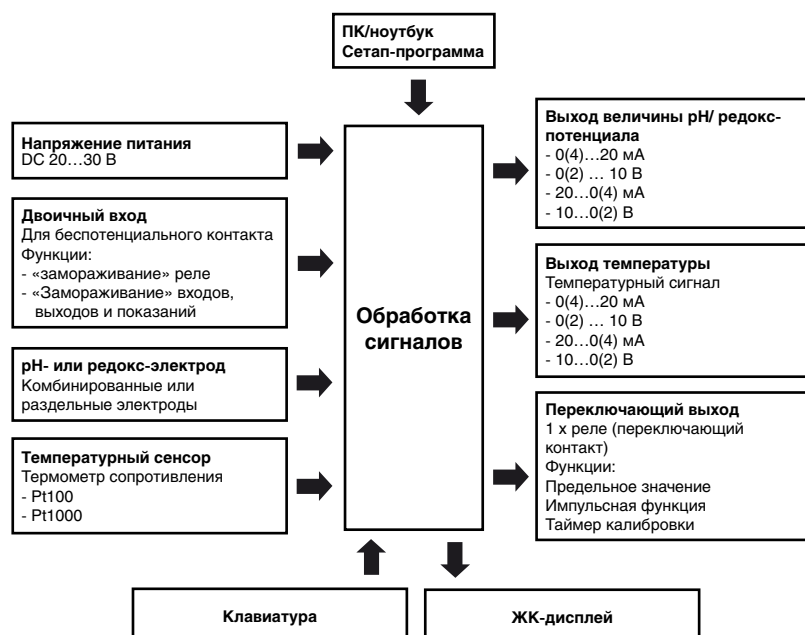 ПК/ноутбук
Сетап-программа
Напряжение питания
DC 20...30 В
Двоичный вход
Для беспотенциального контакта
Функции:
- «замораживание» реле
- «Замораживание» входов,
выходов и показаний
рН- или редокс-электрод
Комбинированные или
раздельные электроды
Температурный сенсор
Термометр сопротивления
- Pt100
- Pt1000
Обработка
сигналов
Выход величины рН/ редокс-
потенциала
- 0(4)...20 мА
- 0(2) ... 10 В
- 20...0(4) мА
- 10...0(2) В
Выход температуры
Температурный сигнал
- 0(4)...20 мА
- 0(2) ... 10 В
- 20...0(4) мА
- 10...0(2) В
Переключающий выход
1 х реле (переключающий
контакт)
Функции:
Предельное значение
Импульсная функция
Таймер калибровки
Клавиатура
ЖК-дисплей